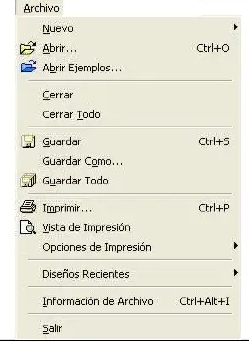 Archivo
Nuevo
Abrir... Ctrl+O
Abrir Ejemplos...
Cerrar
Cerrar Todo
Guardar Ctrl+S
Guardar Como...
Guardar Todo
Imprimir... Ctrl+P
Vista de Impresión
Opciones de Impresión
Diseños Recientes
Información de Archivo Ctrl+Alt+I
Salir